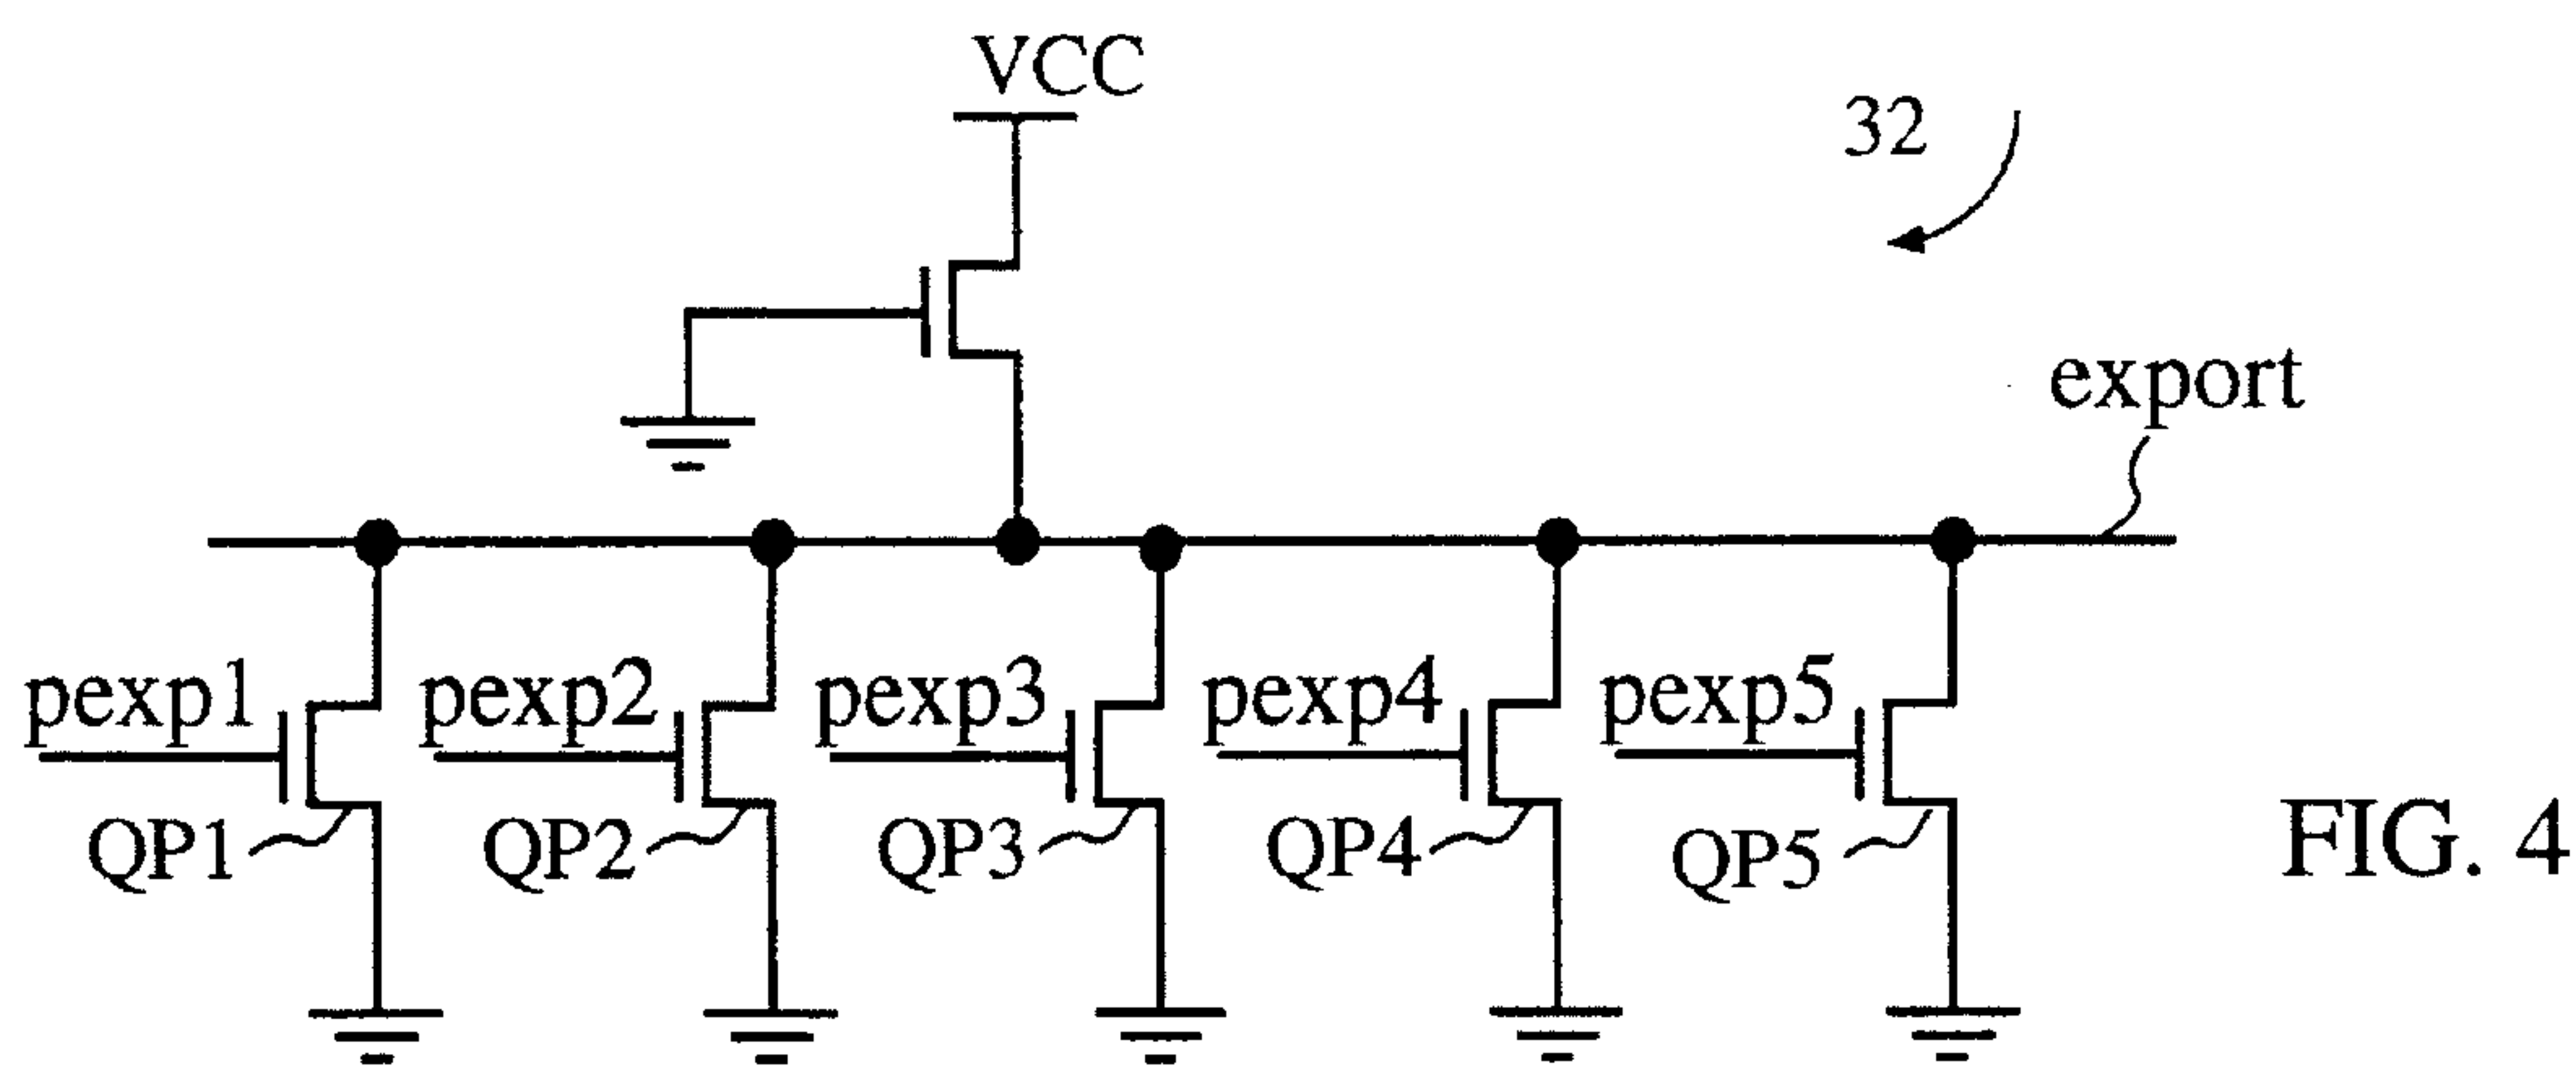 VCC
32
export
pexp1 pexp2 pexp3 pexp4 pexp5
QP1 QP2 QP3 QP4 QP5
FIG. 4